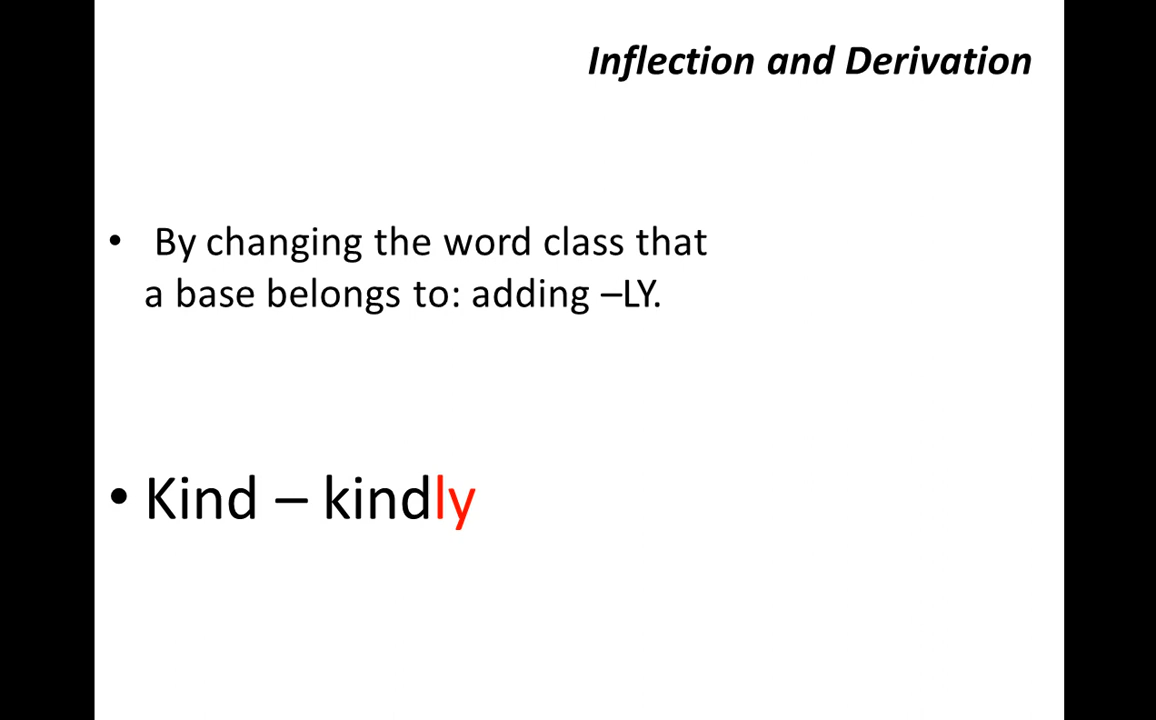 Inflection and Derivation
• By changing the word class that
a base belongs to: adding –LY.
• Kind – kindly